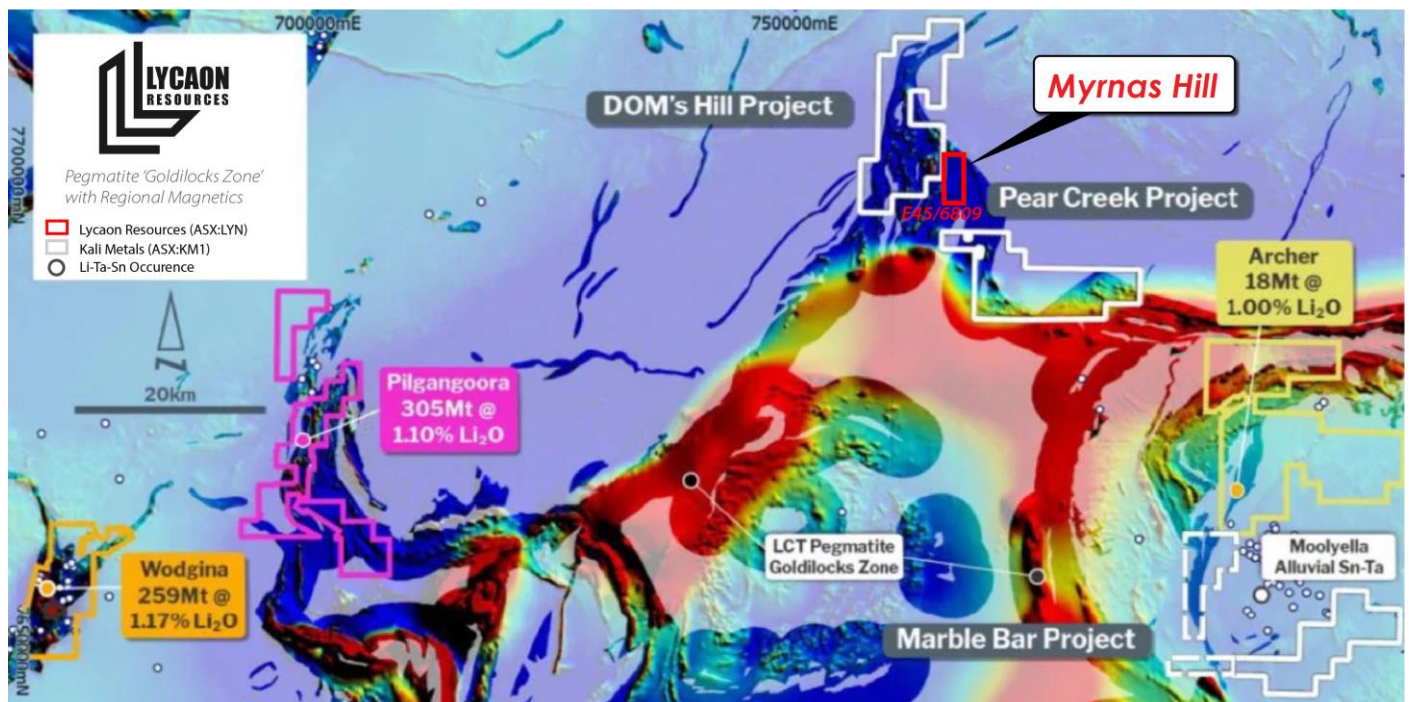 700000mE
750000mE
LYCAON
RESOURCES
Pegmatite 'Goldilocks Zone'
with Regional Magnetics
Lycaon Resources (ASX:LYN)
Kali Metals (ASX:KM1)
Li-Ta-Sn Occurence
7700000mN
DOM's Hill Project
Myrnas Hill
E45/6809
Pear Creek Project
Archer
18Mt @
1.00% Li₂O
N
20km
Pilgangoora
305Mt @
1.10% Li₂O
LCT Pegmatite
Goldilocks Zone
Moolyella
Alluvial Sn-Ta
Wodgina
259Mt @
1.17% Li₂O
7650000mN
Marble Bar Project